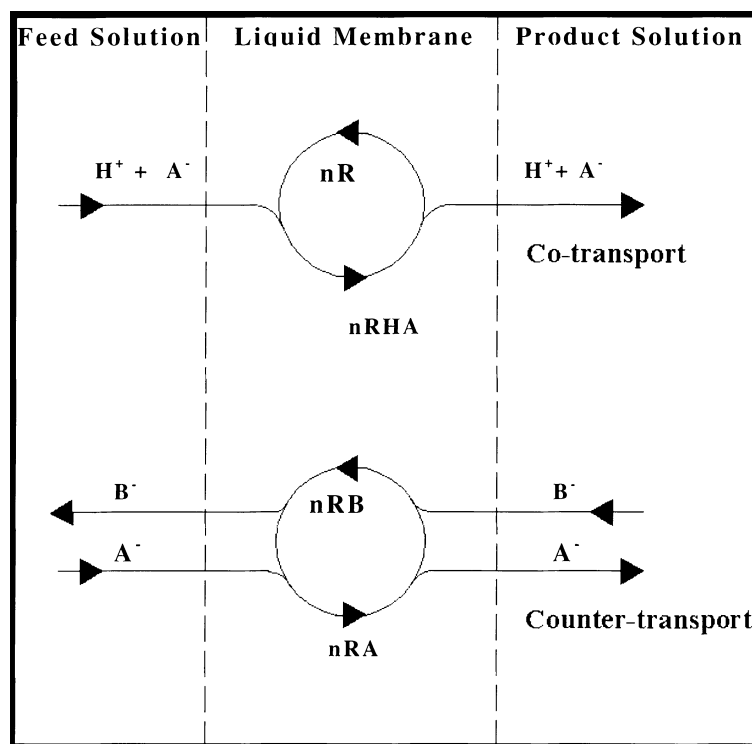 Feed Solution Liquid Membrane Product Solution
H⁺ + A⁻ nR H⁺+ A⁻
Co-transport
nRHA
B⁻ nRB B⁻
A⁻ A⁻
Counter-transport
nRA